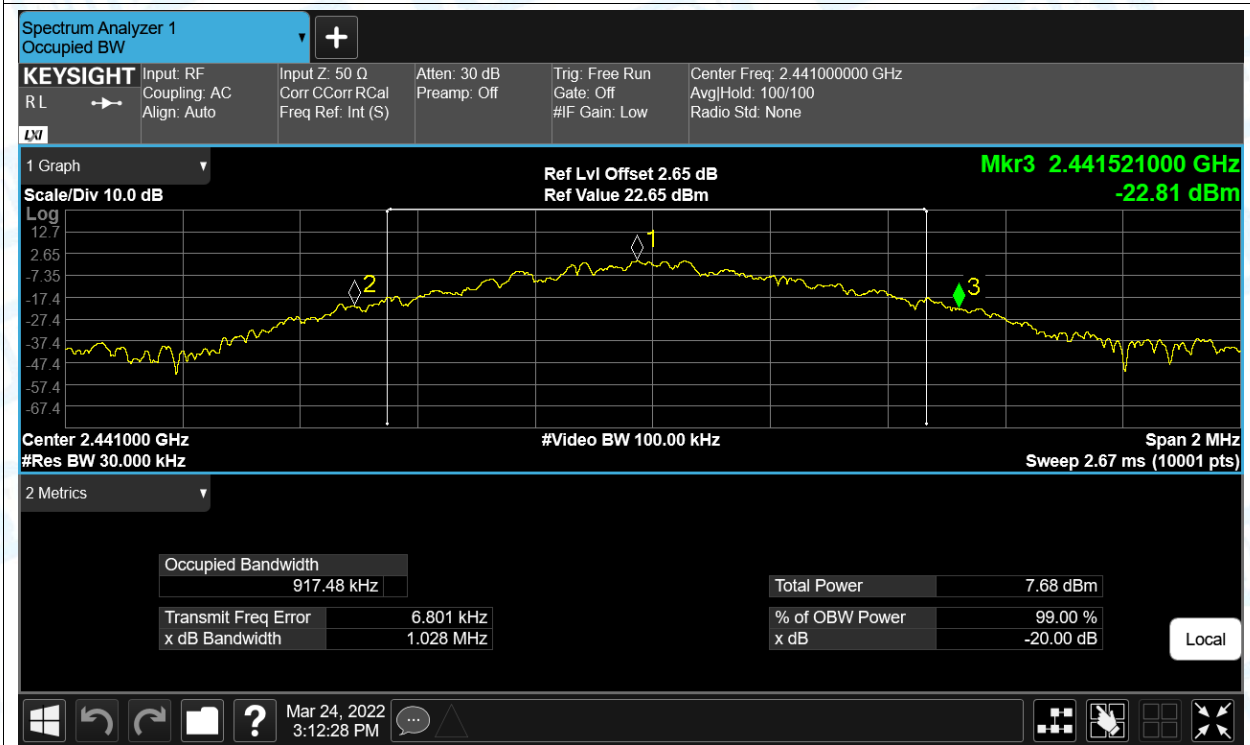 Spectrum Analyzer 1
Occupied BW
KEYSIGHT
R L
LXI
Input: RF
Coupling: AC
Align: Auto
Input Z: 50 Ω
Corr CCorr RCal
Freq Ref: Int (S)
Atten: 30 dB
Preamp: Off
Trig: Free Run
Gate: Off
#IF Gain: Low
Center Freq: 2.441000000 GHz
Avg|Hold: 100/100
Radio Std: None
1 Graph
Scale/Div 10.0 dB
Ref Lvl Offset 2.65 dB
Ref Value 22.65 dBm
Mkr3 2.441521000 GHz
-22.81 dBm
Log
12.7
2.65
-7.35
-17.4
-27.4
-37.4
-47.4
-57.4
-67.4
1
2
3
Center 2.441000 GHz
#Video BW 100.00 kHz
Span 2 MHz
#Res BW 30.000 kHz
Sweep 2.67 ms (10001 pts)
2 Metrics
Occupied Bandwidth
917.48 kHz
Transmit Freq Error 6.801 kHz
x dB Bandwidth 1.028 MHz
Total Power 7.68 dBm
% of OBW Power 99.00 %
x dB -20.00 dB
Local
?
Mar 24, 2022
3:12:28 PM